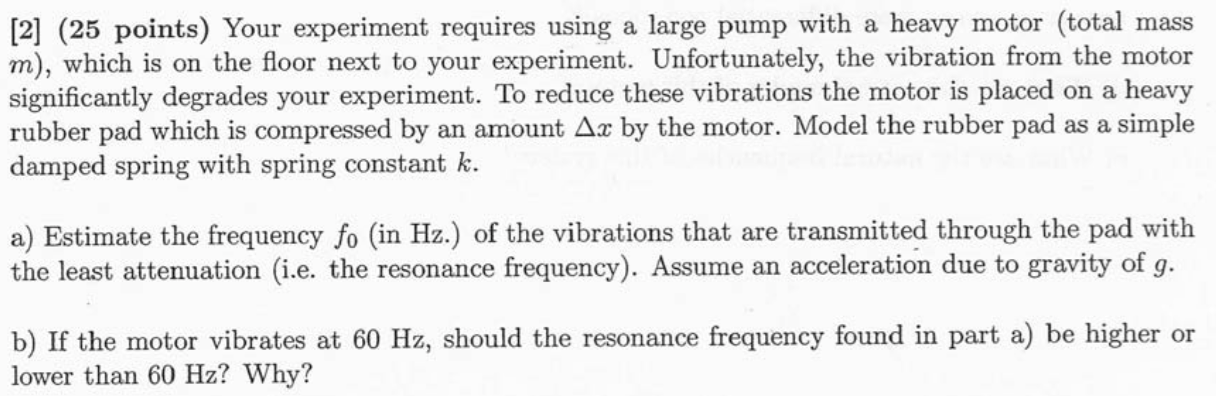 [2] (25 points) Your experiment requires using a large pump with a heavy motor (total mass
m), which is on the floor next to your experiment. Unfortunately, the vibration from the motor
significantly degrades your experiment. To reduce these vibrations the motor is placed on a heavy
rubber pad which is compressed by an amount Δx by the motor. Model the rubber pad as a simple
damped spring with spring constant k.
a) Estimate the frequency f₀ (in Hz.) of the vibrations that are transmitted through the pad with
the least attenuation (i.e. the resonance frequency). Assume an acceleration due to gravity of g.
b) If the motor vibrates at 60 Hz, should the resonance frequency found in part a) be higher or
lower than 60 Hz? Why?